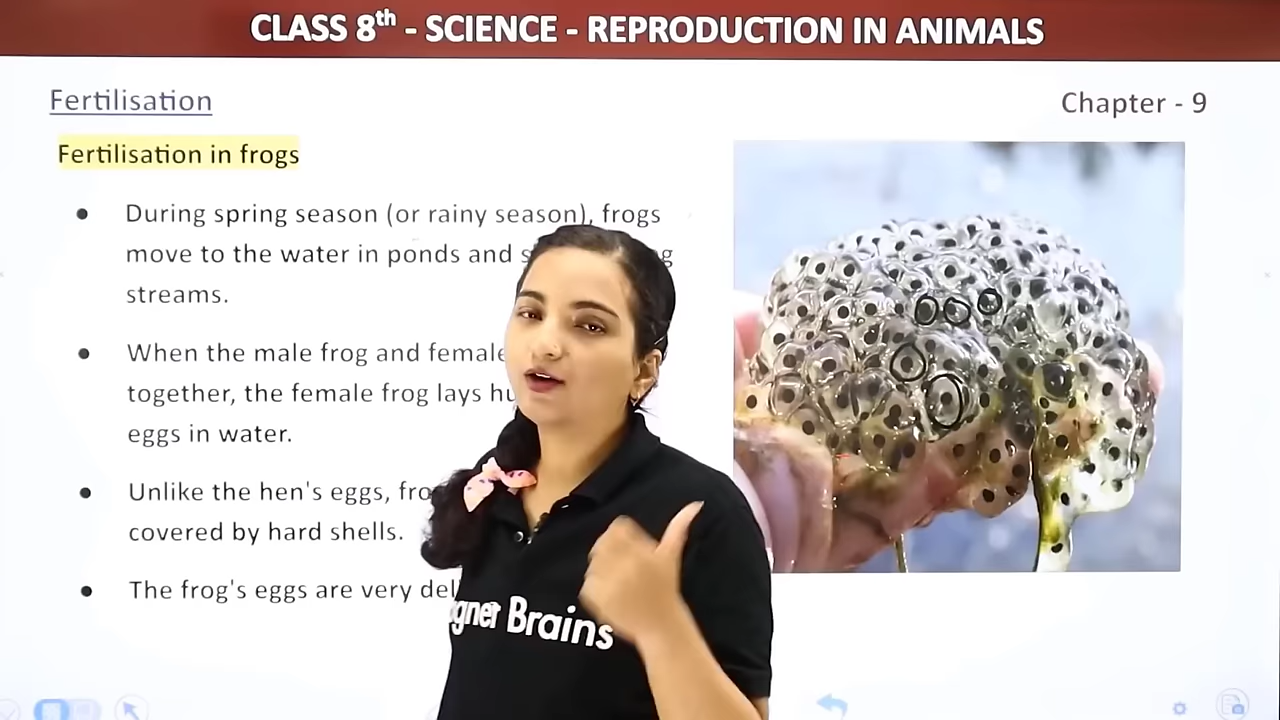 CLASS 8th - SCIENCE - REPRODUCTION IN ANIMALS
Fertilisation
Chapter - 9
Fertilisation in frogs
During spring season (or rainy season), frogs
move to the water in ponds and
streams.
When the male frog and female
together, the female frog lays
eggs in water.
Unlike the hen's eggs,
covered by hard shells.
The frog's eggs are very
Brains